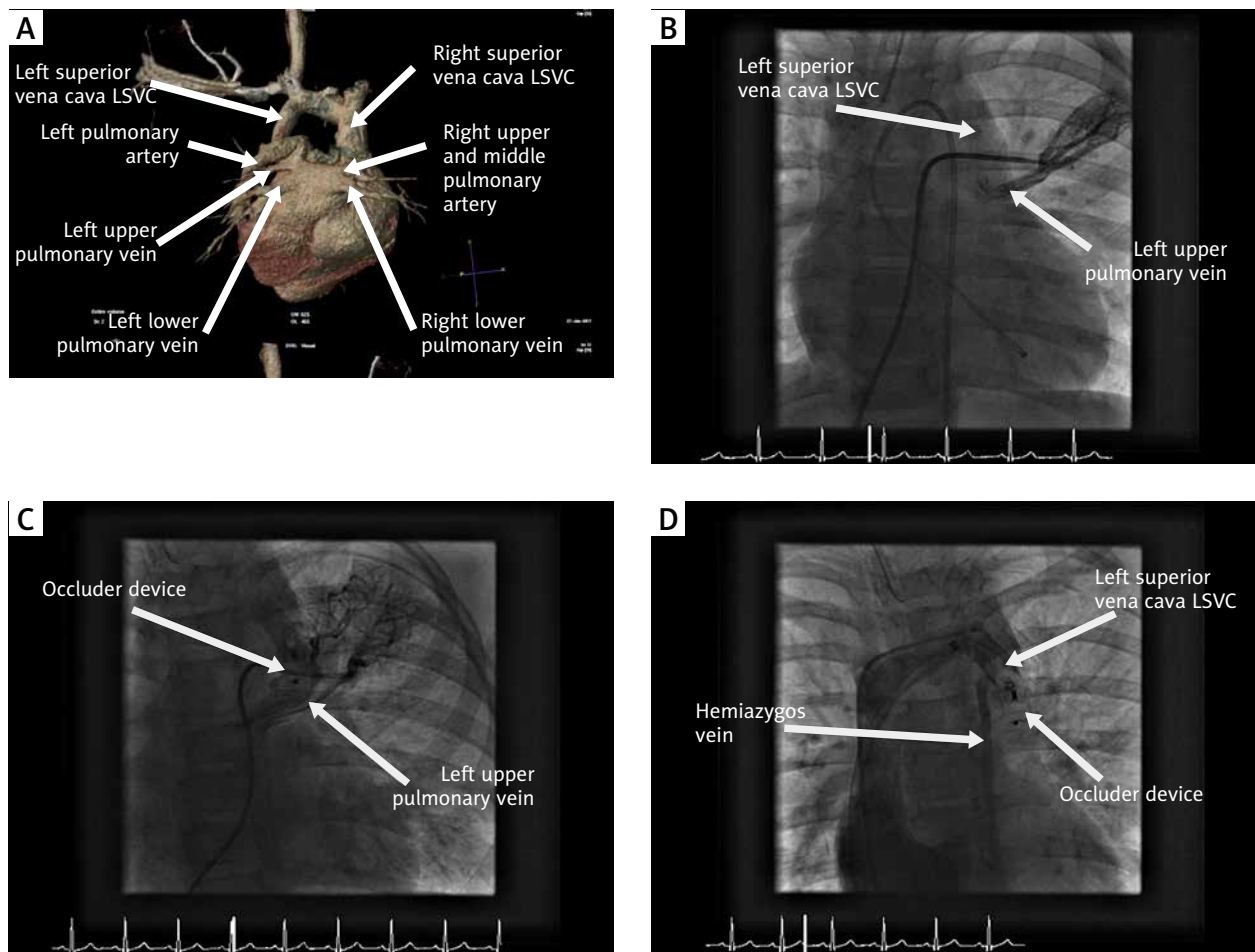 A
Left superior
vena cava LSVC
Right superior
vena cava LSVC
Left pulmonary
artery
Right upper
and middle
pulmonary
artery
Left upper
pulmonary vein
Left lower
pulmonary vein
Right lower
pulmonary vein
B
Left superior
vena cava LSVC
Left upper
pulmonary vein
C
Occluder device
Left upper
pulmonary vein
D
Left superior
vena cava LSVC
Hemiazygos
vein
Occluder device